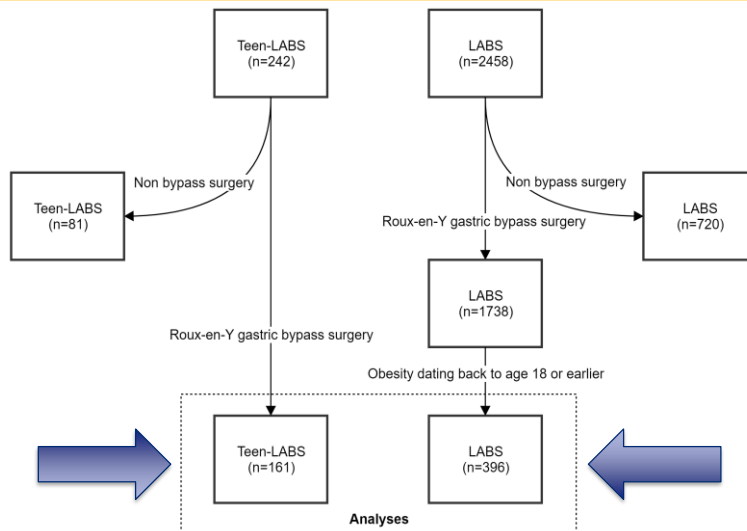 Teen-LABS
(n=242)
LABS
(n=2458)
Non bypass surgery
Non bypass surgery
Teen-LABS
(n=81)
LABS
(n=720)
Roux-en-Y gastric bypass surgery
LABS
(n=1738)
Roux-en-Y gastric bypass surgery
Obesity dating back to age 18 or earlier
Teen-LABS
(n=161)
LABS
(n=396)
Analyses